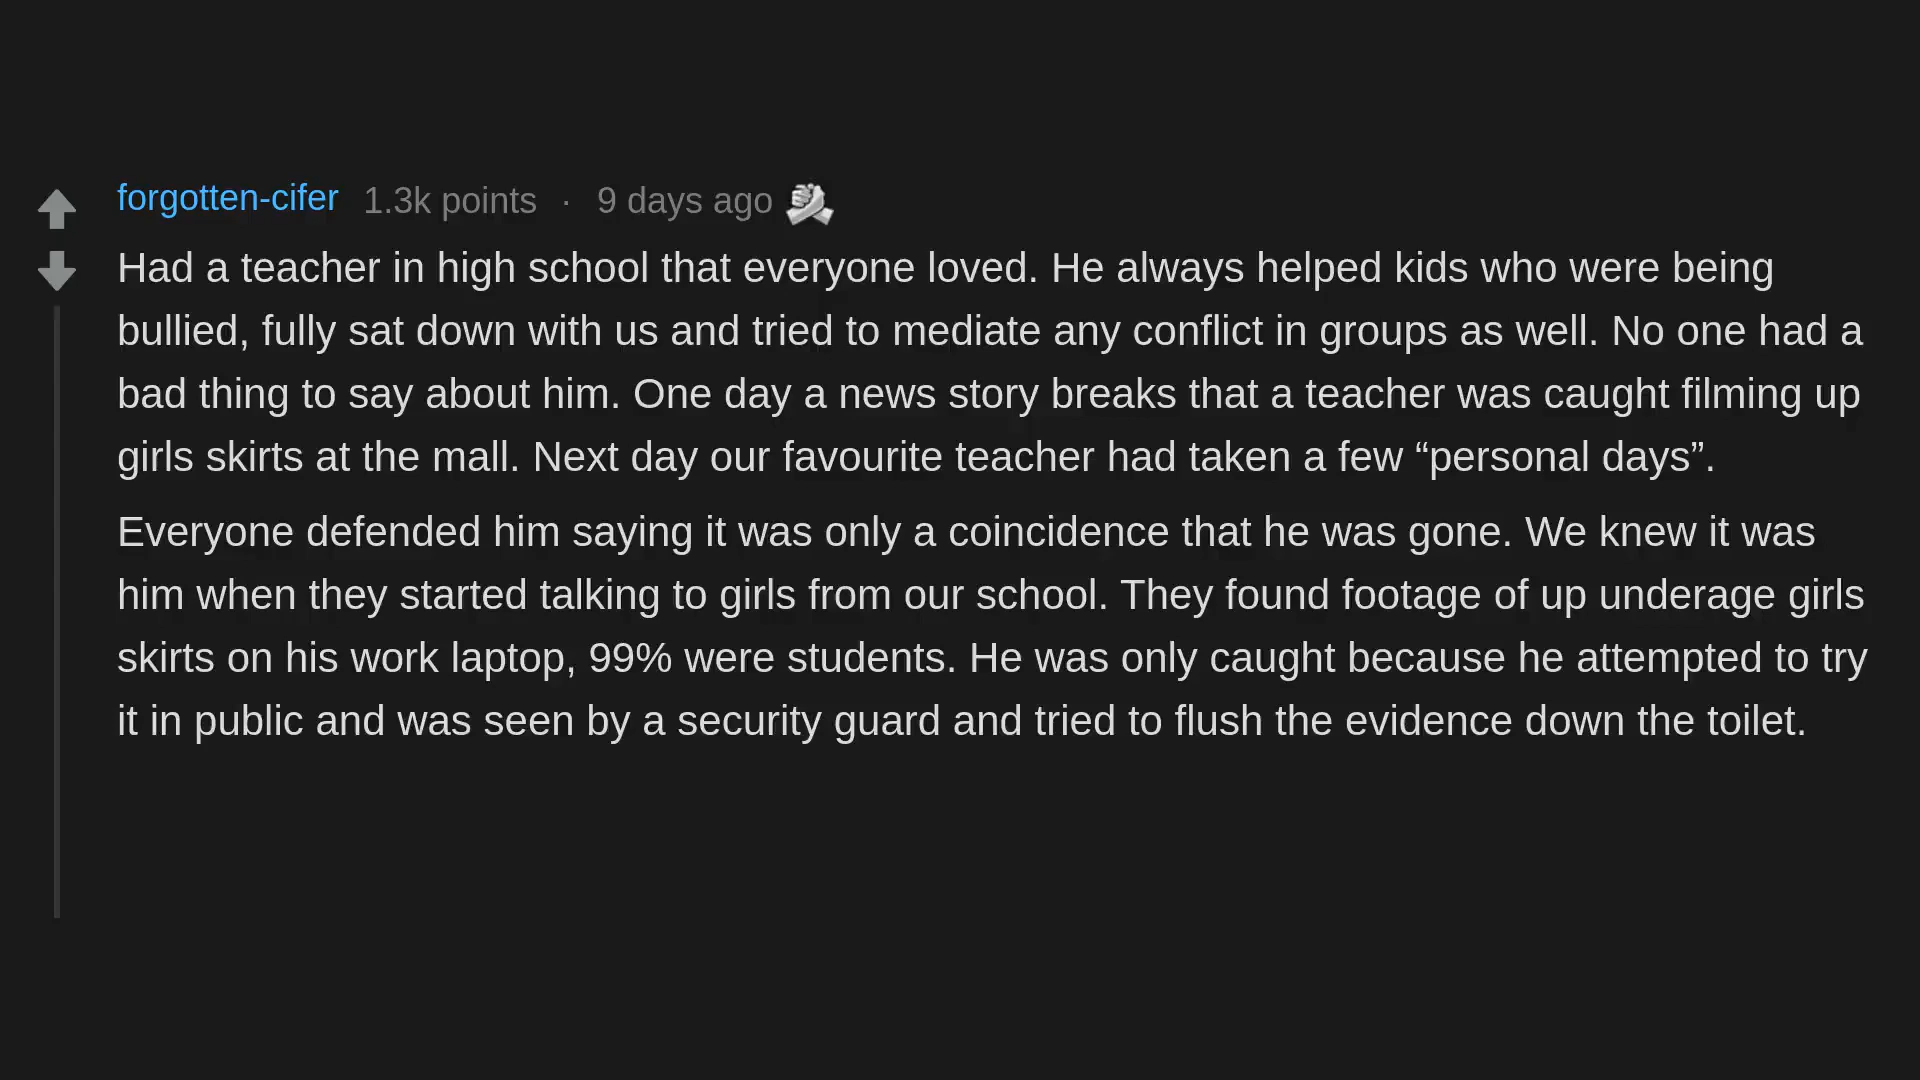 forgotten-cifer 1.3k points · 9 days ago
Had a teacher in high school that everyone loved. He always helped kids who were being
bullied, fully sat down with us and tried to mediate any conflict in groups as well. No one had a
bad thing to say about him. One day a news story breaks that a teacher was caught filming up
girls skirts at the mall. Next day our favourite teacher had taken a few “personal days”.
Everyone defended him saying it was only a coincidence that he was gone. We knew it was
him when they started talking to girls from our school. They found footage of up underage girls
skirts on his work laptop, 99% were students. He was only caught because he attempted to try
it in public and was seen by a security guard and tried to flush the evidence down the toilet.